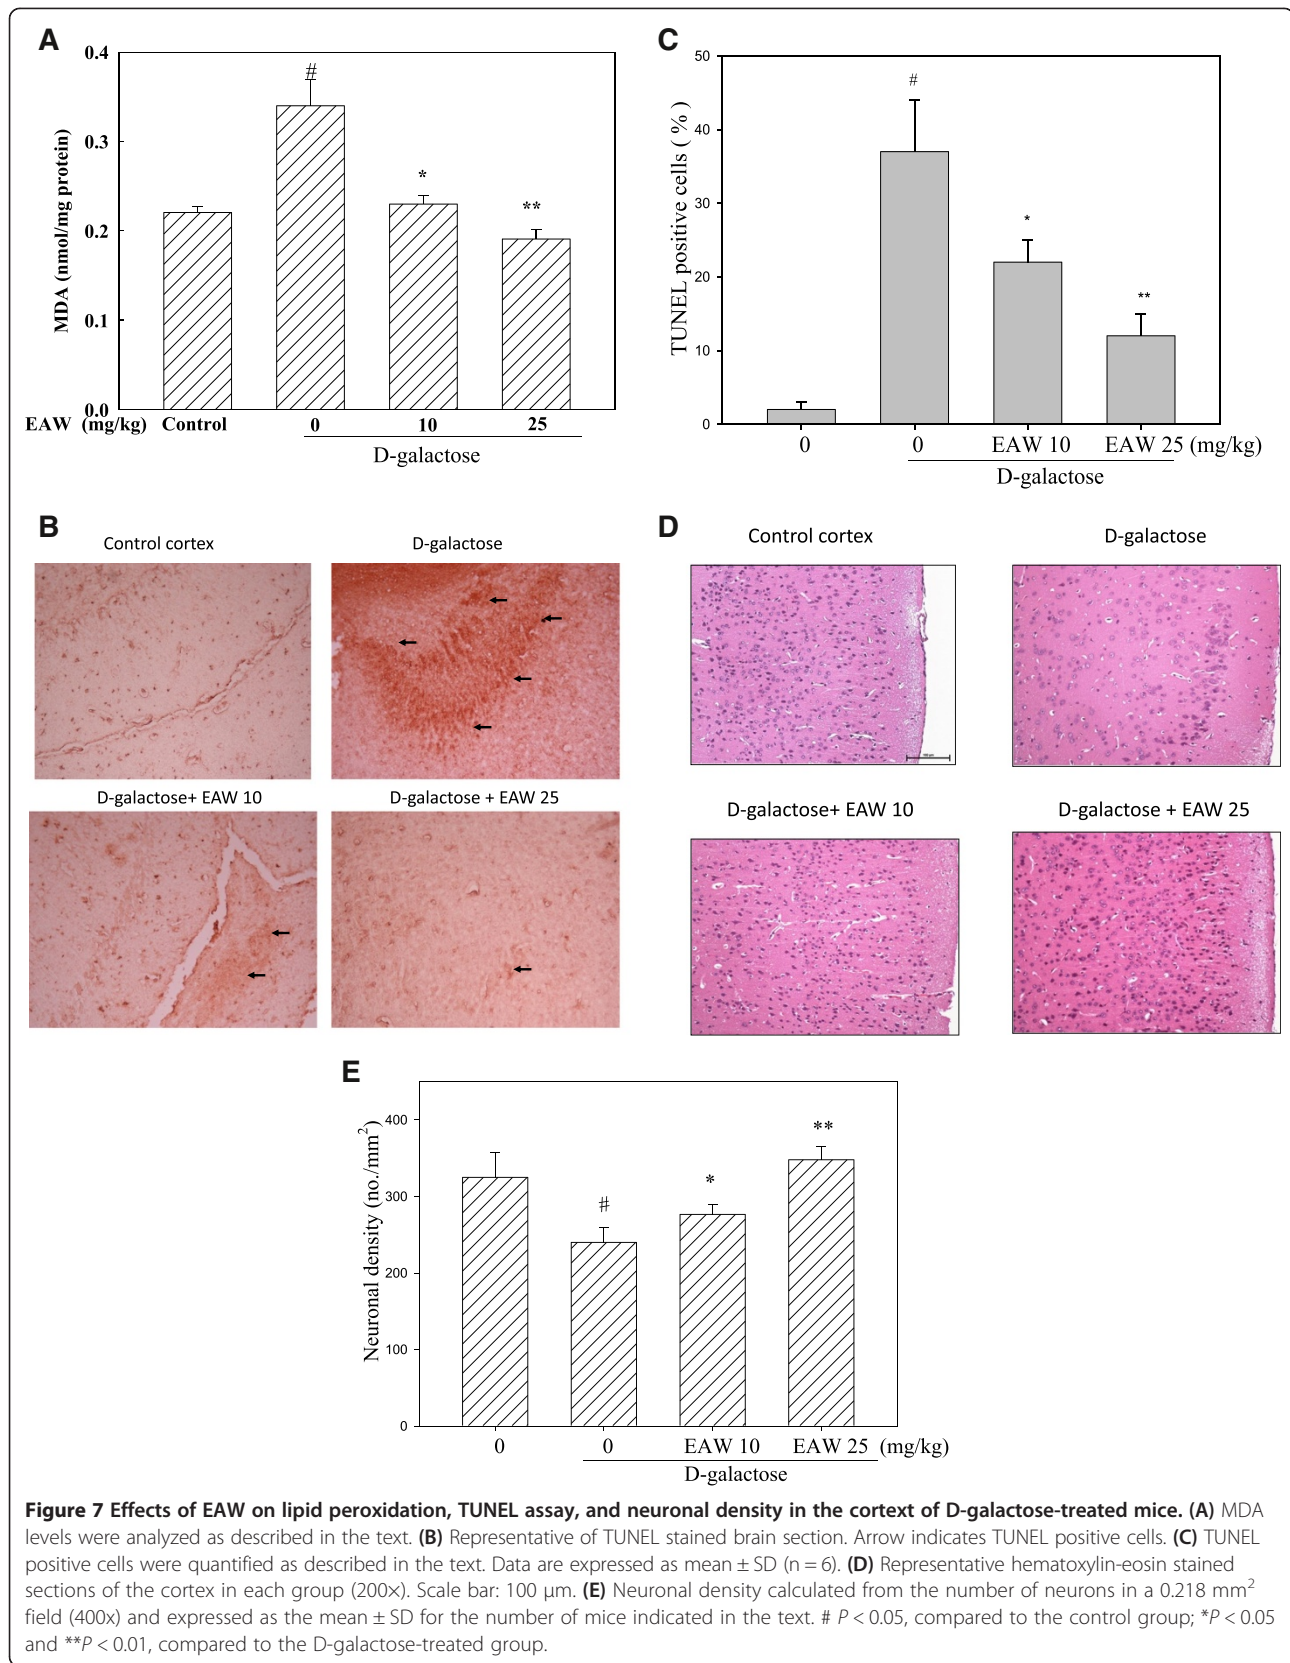 A
0.4
0.3
0.2
0.1
0.0
MDA (nmol/mg protein)
#
*
**
EAW (mg/kg) Control 0 10 25
D-galactose
C
50
40
30
20
10
0
TUNEL positive cells ( % )
#
*
**
0 0 EAW 10 EAW 25 (mg/kg)
D-galactose
B
Control cortex D-galactose
D-galactose+ EAW 10 D-galactose + EAW 25
D
Control cortex D-galactose
D-galactose+ EAW 10 D-galactose + EAW 25
E
400
300
200
100
0
Neuronal density (no./mm²)
#
*
**
0 0 EAW 10 EAW 25 (mg/kg)
D-galactose
Figure 7 Effects of EAW on lipid peroxidation, TUNEL assay, and neuronal density in the cortext of D-galactose-treated mice. (A) MDA
levels were analyzed as described in the text. (B) Representative of TUNEL stained brain section. Arrow indicates TUNEL positive cells. (C) TUNEL
positive cells were quantified as described in the text. Data are expressed as mean ± SD (n = 6). (D) Representative hematoxylin-eosin stained
sections of the cortex in each group (200×). Scale bar: 100 μm. (E) Neuronal density calculated from the number of neurons in a 0.218 mm²
field (400x) and expressed as the mean ± SD for the number of mice indicated in the text. # P < 0.05, compared to the control group; *P < 0.05
and **P < 0.01, compared to the D-galactose-treated group.